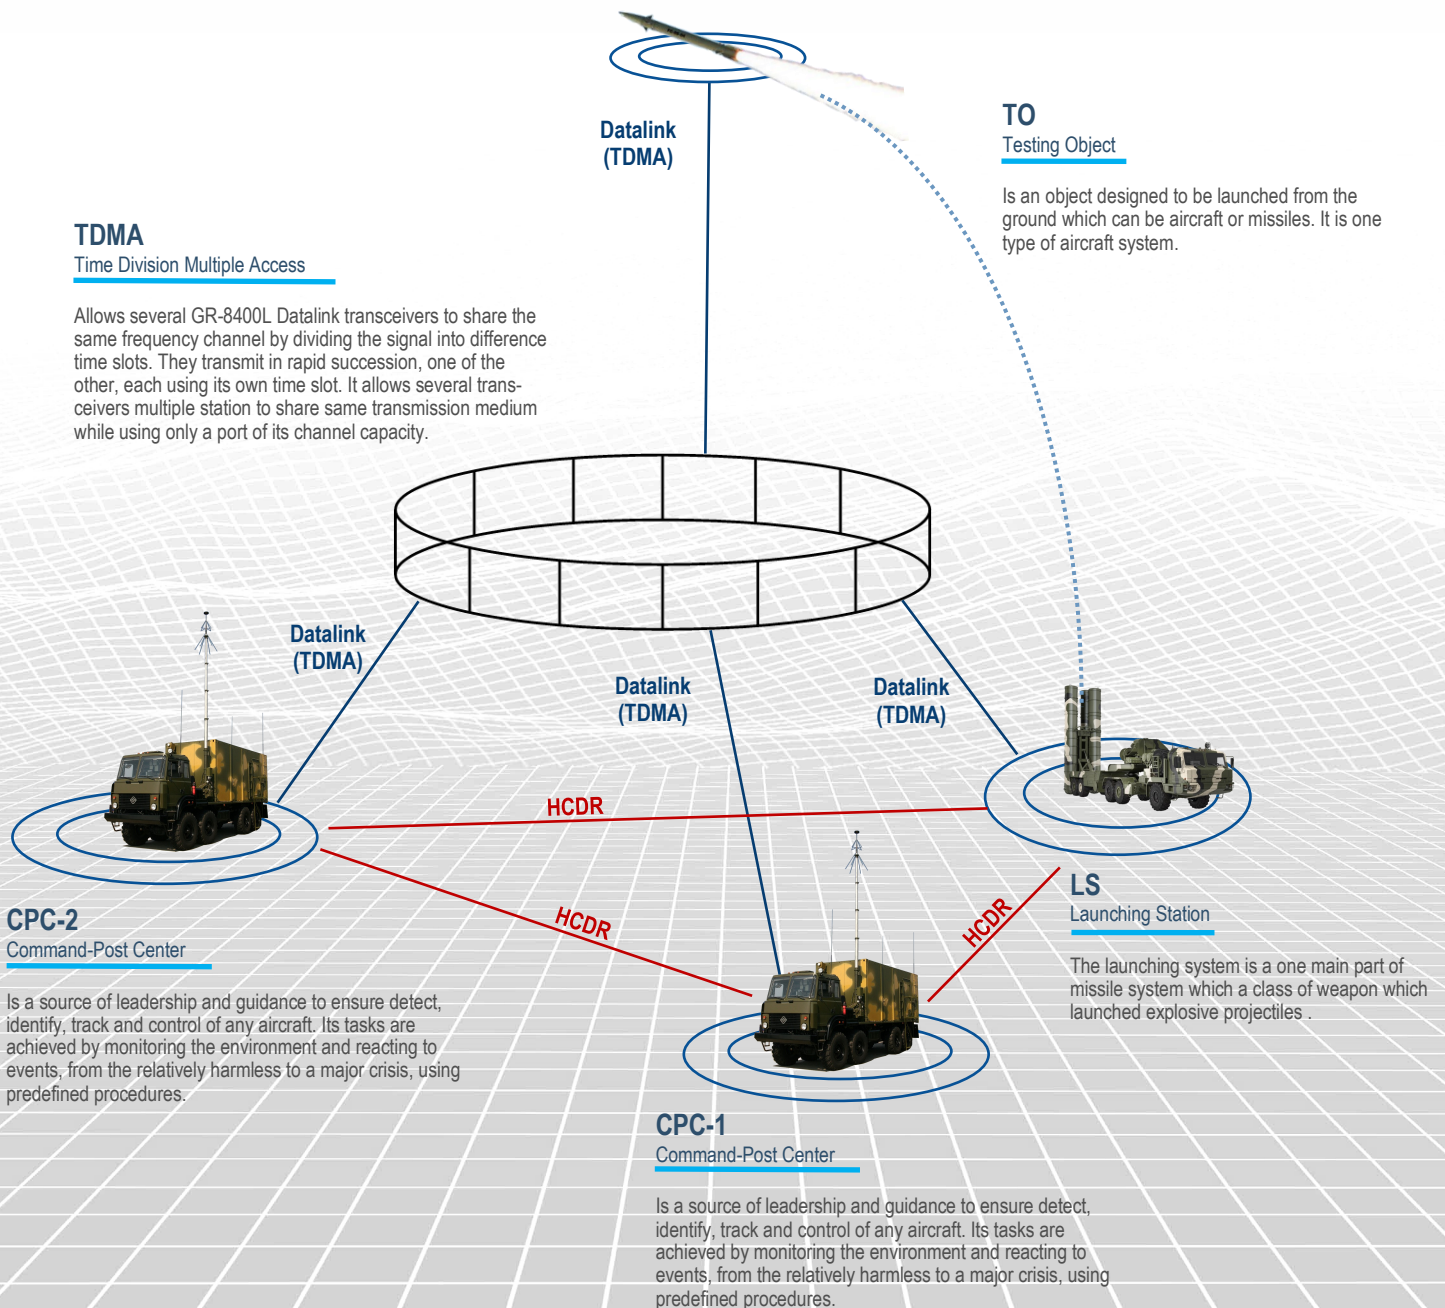 Datalink
(TDMA)
TO
Testing Object
Is an object designed to be launched from the
ground which can be aircraft or missiles. It is one
type of aircraft system.
TDMA
Time Division Multiple Access
Allows several GR-8400L Datalink transceivers to share the
same frequency channel by dividing the signal into difference
time slots. They transmit in rapid succession, one of the
other, each using its own time slot. It allows several trans-
ceivers multiple station to share same transmission medium
while using only a port of its channel capacity.
Datalink
(TDMA)
Datalink
(TDMA)
Datalink
(TDMA)
HCDR
HCDR
HCDR
CPC-2
Command-Post Center
Is a source of leadership and guidance to ensure detect,
identify, track and control of any aircraft. Its tasks are
achieved by monitoring the environment and reacting to
events, from the relatively harmless to a major crisis, using
predefined procedures.
LS
Launching Station
The launching system is a one main part of
missile system which a class of weapon which
launched explosive projectiles .
CPC-1
Command-Post Center
Is a source of leadership and guidance to ensure detect,
identify, track and control of any aircraft. Its tasks are
achieved by monitoring the environment and reacting to
events, from the relatively harmless to a major crisis, using
predefined procedures.